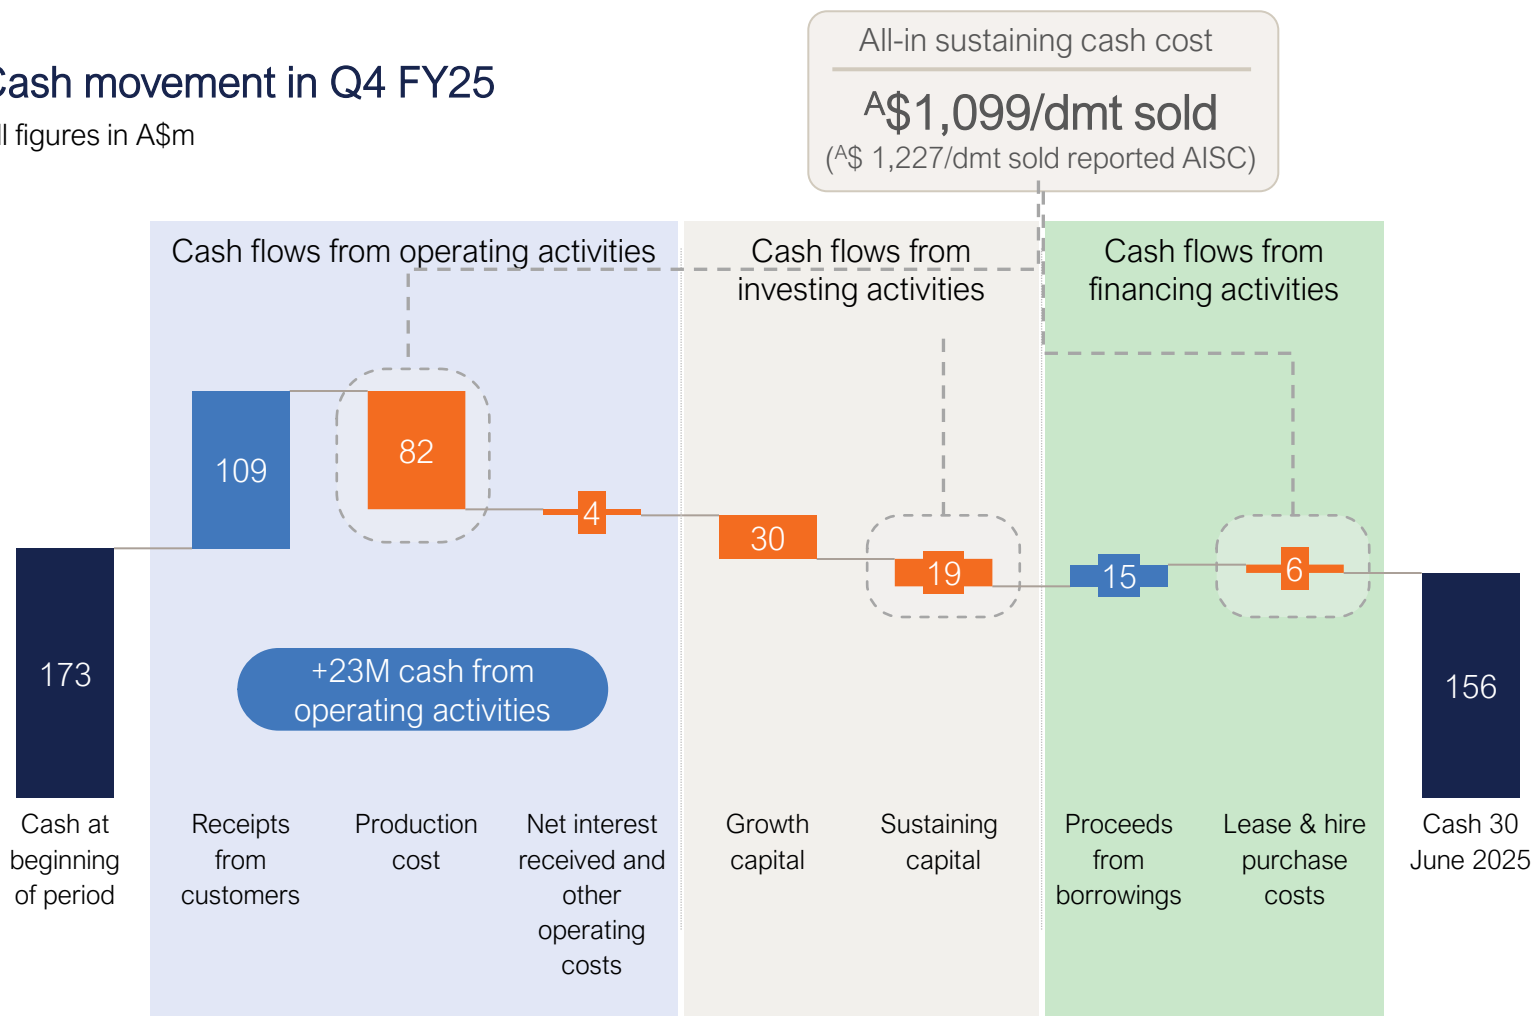 All-in sustaining cash cost
A$1,099/dmt sold
(A$ 1,227/dmt sold reported AISC)
Cash movement in Q4 FY25
ll figures in A$m
Cash flows from operating activities
Cash flows from
investing activities
Cash flows from
financing activities
173
109
82
4
30
19
15
6
156
+23M cash from
operating activities
Cash at
beginning
of period
Receipts
from
customers
Production
cost
Net interest
received and
other
operating
costs
Growth
capital
Sustaining
capital
Proceeds
from
borrowings
Lease & hire
purchase
costs
Cash 30
June 2025